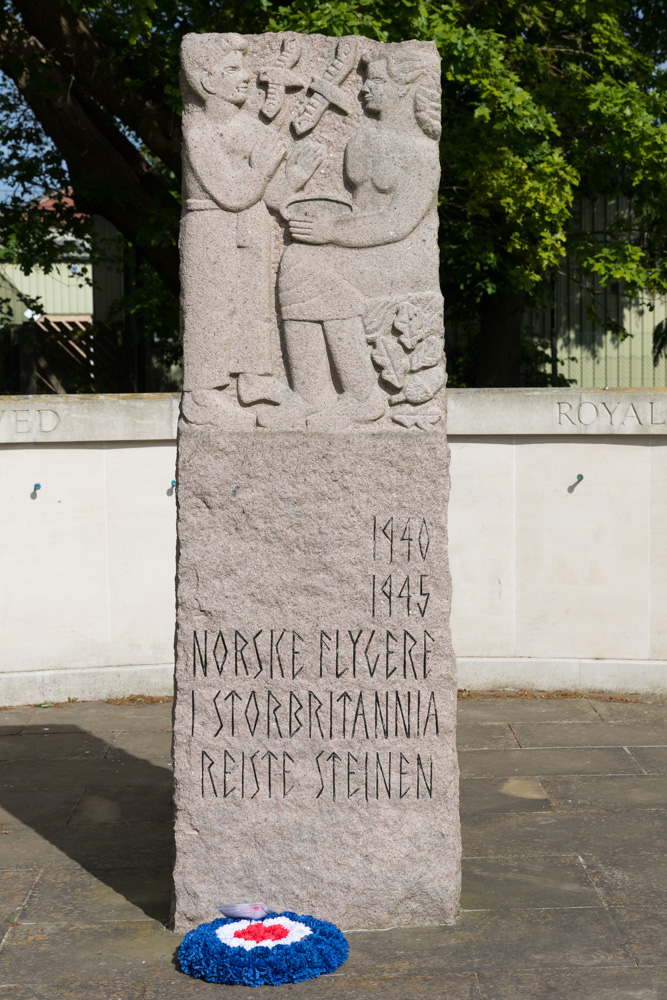 VED
ROYAL
1940
1945
NORSKE FLYGERE
I STORBRITANNIA
REISTE STEINEN